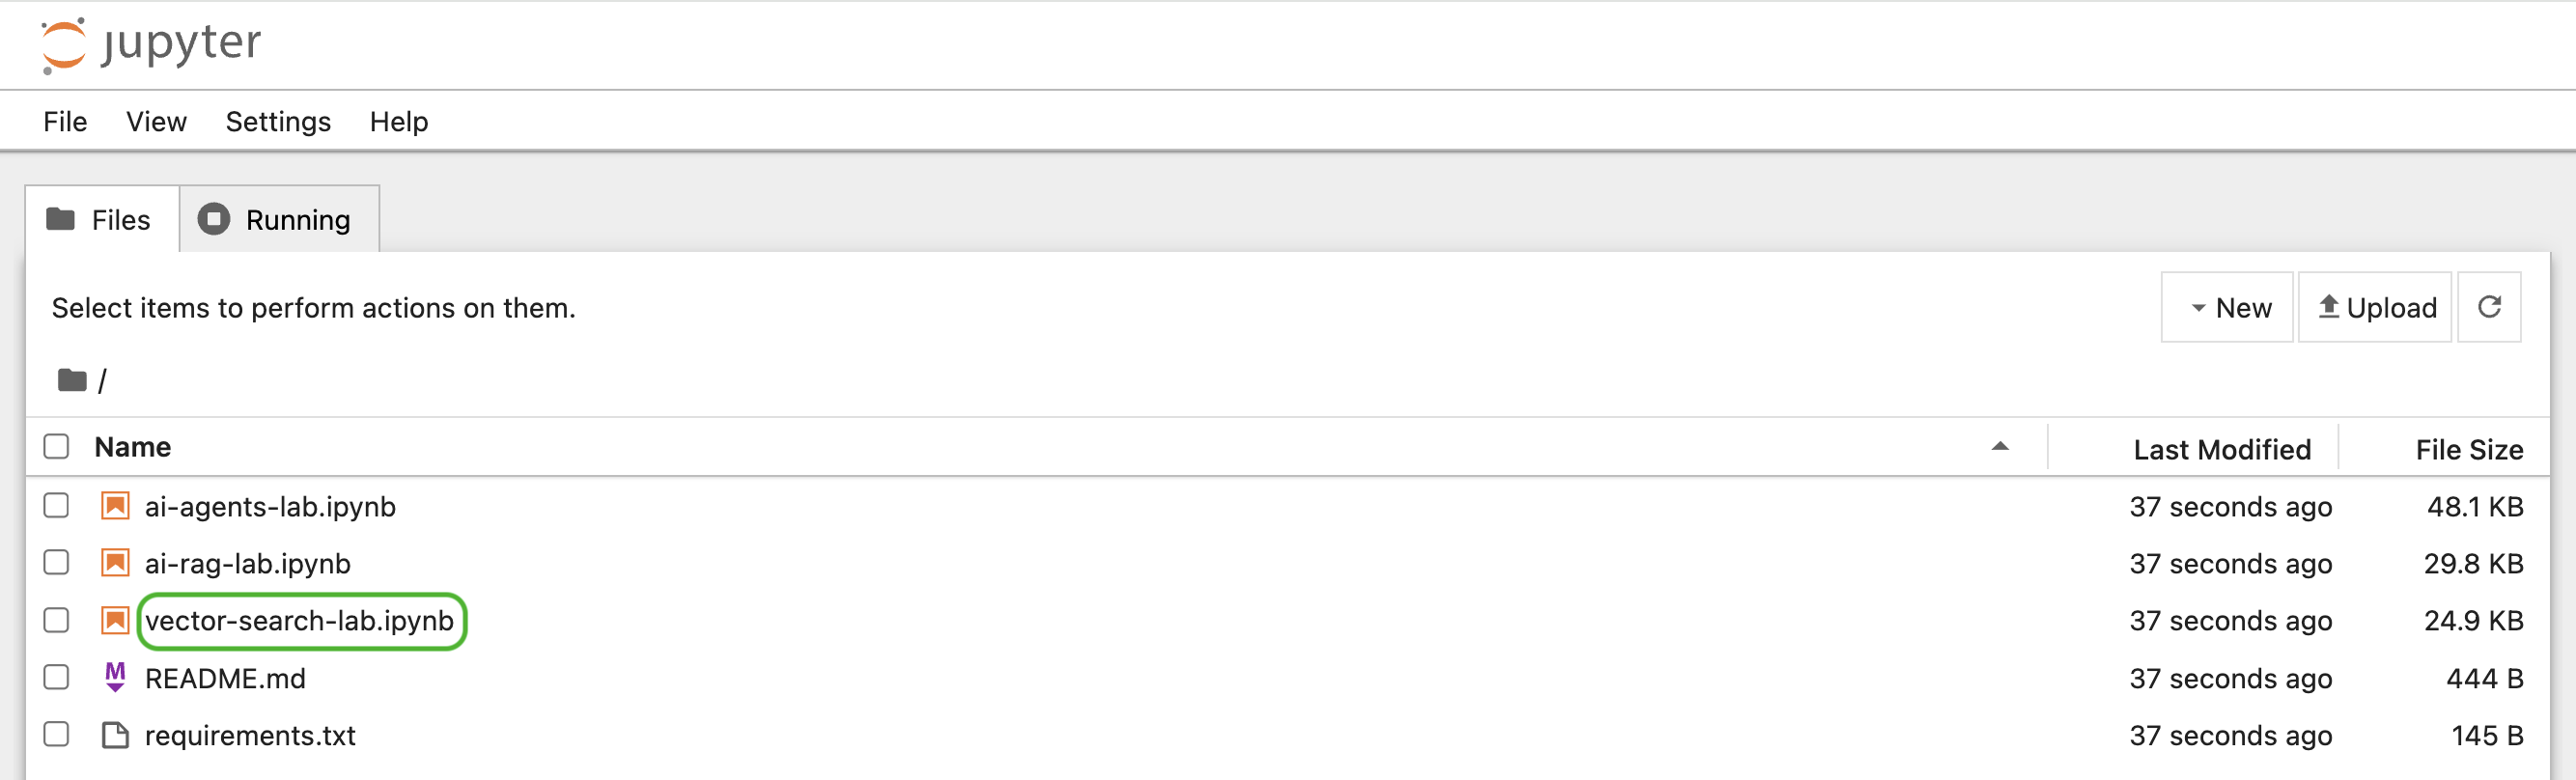 jupyter
File View Settings Help
Files Running
Select items to perform actions on them. New Upload
/
Name Last Modified File Size
ai-agents-lab.ipynb 37 seconds ago 48.1 KB
ai-rag-lab.ipynb 37 seconds ago 29.8 KB
vector-search-lab.ipynb 37 seconds ago 24.9 KB
M README.md 37 seconds ago 444 B
requirements.txt 37 seconds ago 145 B